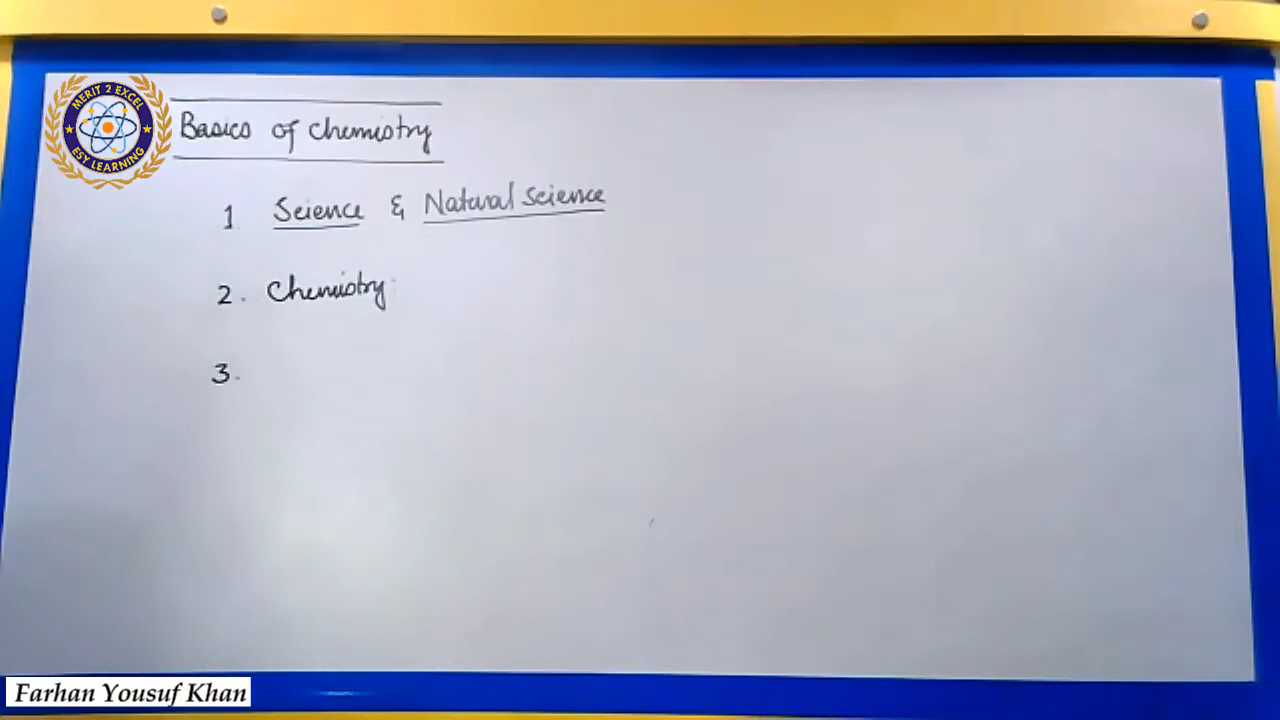 MERIT 2 EXCEL
ESY LEARNING
Basics of Chemistry
1 Science & Natural Science
2. Chemistry:
3.
Farhan Yousuf Khan